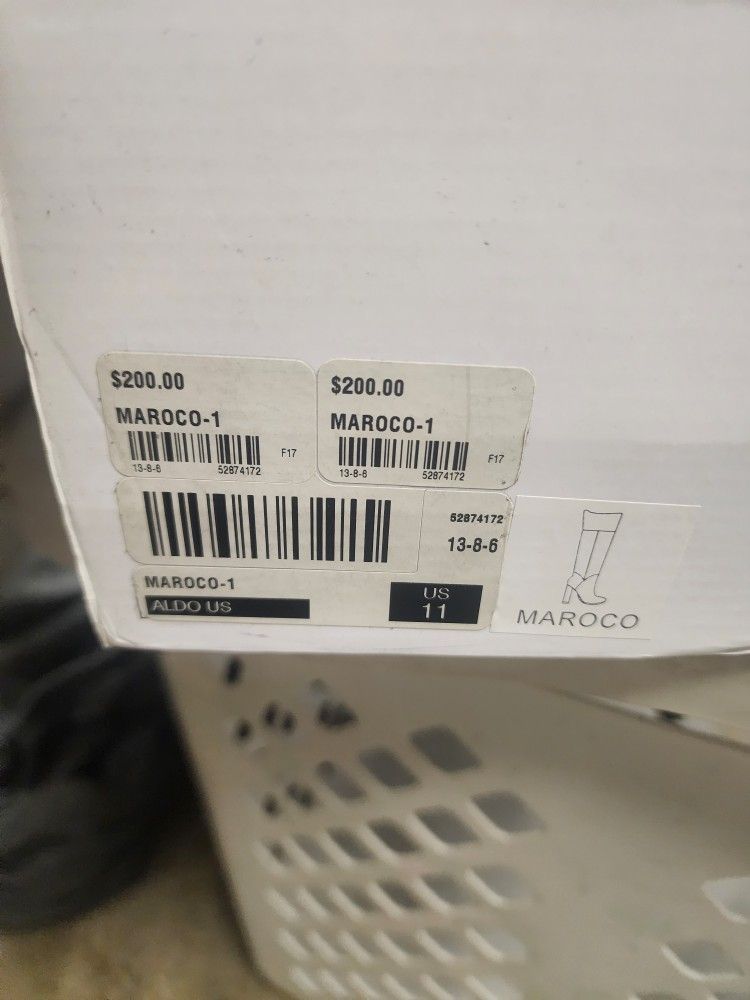 $200.00
MAROCO-1
F17
13-8-6 52874172
$200.00
MAROCO-1
F17
13-8-6 52874172
52874172
13-8-6
MAROCO-1
ALDO US
US
11
MAROCO